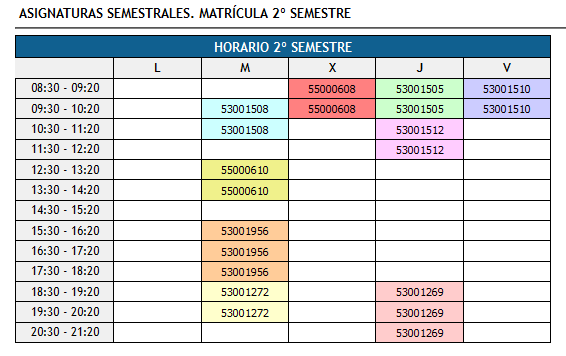 ASIGNATURAS SEMESTRALES. MATRÍCULA 2º SEMESTRE
HORARIO 2º SEMESTRE
L M X J V
08:30 - 09:20 55000608 53001505 53001510
09:30 - 10:20 53001508 55000608 53001505 53001510
10:30 - 11:20 53001508 53001512
11:30 - 12:20 53001512
12:30 - 13:20 55000610
13:30 - 14:20 55000610
14:30 - 15:20
15:30 - 16:20 53001956
16:30 - 17:20 53001956
17:30 - 18:20 53001956
18:30 - 19:20 53001272 53001269
19:30 - 20:20 53001272 53001269
20:30 - 21:20 53001269